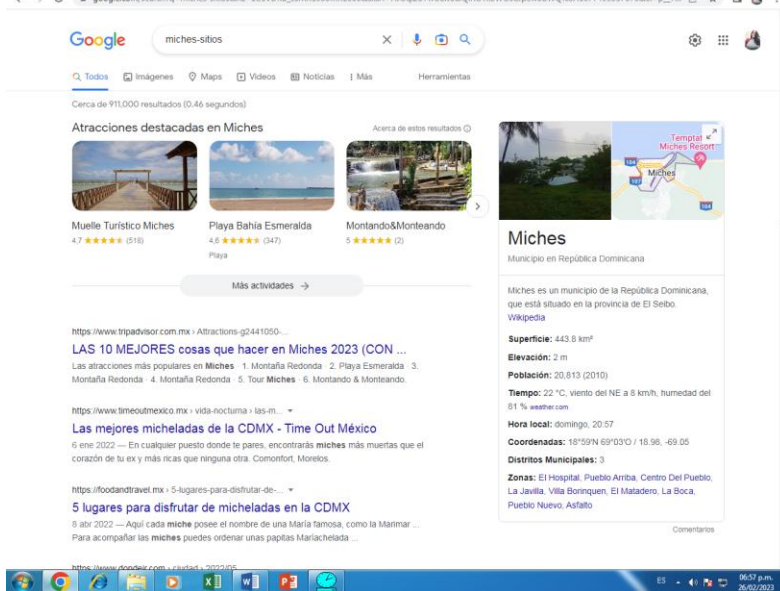 Google
miches-sitios
Todos Imágenes Maps Videos Noticias Más Herramientas
Cerca de 911,000 resultados (0.46 segundos)
Atracciones destacadas en Miches
Acerca de estos resultados
Muelle Turístico Miches
4,7 (518)
Playa Bahía Esmeralda
4,6 (347)
Playa
Montando&Monteando
5 (2)
Más actividades →
https://www.tripadvisor.com.mx › Attractions-g2441050-...
LAS 10 MEJORES cosas que hacer en Miches 2023 (CON ...
Las atracciones más populares en Miches · 1. Montaña Redonda · 2. Playa Esmeralda · 3.
Montaña Redonda · 4. Montaña Redonda · 5. Tour Miches · 6. Montando & Monteando.
https://www.timeoutmexico.mx › vida-nocturna › las-m...
Las mejores micheladas de la CDMX - Time Out México
6 ene 2022 — En cualquier puesto donde te pares, encontrarás miches más muertas que el
corazón de tu ex y más ricas que ninguna otra. Comonfort, Morelos.
https://foodandtravel.mx › 5-lugares-para-disfrutar-de-...
5 lugares para disfrutar de micheladas en la CDMX
8 abr 2022 — Aquí cada miche posee el nombre de una María famosa, como la Marimar ...
Para acompañar las miches puedes ordenar unas papitas Mariachelada ...
https://www.dondeir.com › ciudad › 2022/05
Temptat
Miches Resort
Miches
104
107
104
Miches
Municipio en República Dominicana
Miches es un municipio de la República Dominicana,
que está situado en la provincia de El Seibo.
Wikipedia
Superficie: 443.8 km²
Elevación: 2 m
Población: 20,813 (2010)
Tiempo: 22 °C, viento del NE a 8 km/h, humedad del
61 % weather.com
Hora local: domingo, 20:57
Coordenadas: 18°59′N 69°03′O / 18.98, -69.05
Distritos Municipales: 3
Zonas: El Hospital, Pueblo Arriba, Centro Del Pueblo,
La Javilla, Villa Borinquen, El Matadero, La Boca,
Pueblo Nuevo, Asfalto
Comentarios
ES
06:57 p.m.
26/02/2023